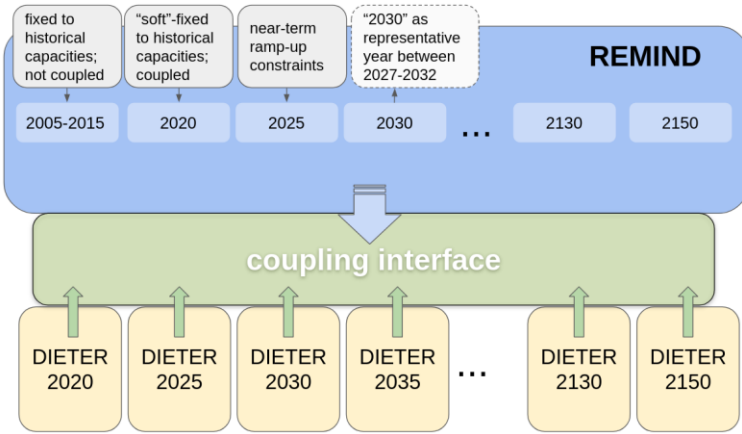 fixed to
historical
capacities;
not coupled
“soft”-fixed
to historical
capacities;
coupled
near-term
ramp-up
constraints
“2030” as
representative
year between
2027-2032
REMIND
2005-2015
2020
2025
2030
...
2130
2150
coupling interface
DIETER
2020
DIETER
2025
DIETER
2030
DIETER
2035
...
DIETER
2130
DIETER
2150